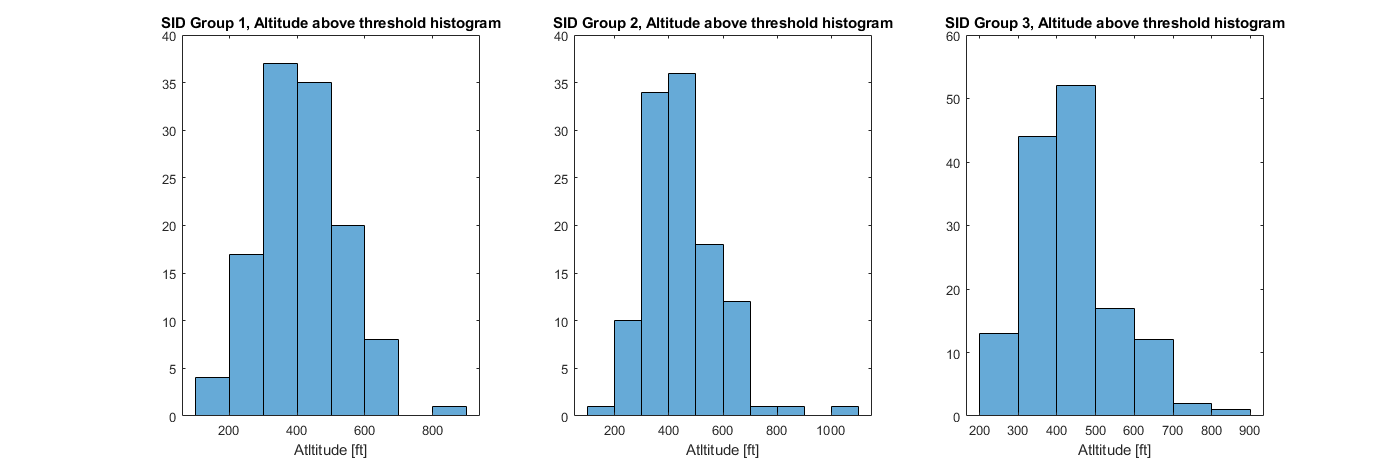 SID Group 1, Altitude above threshold histogram
40
35
30
25
20
15
10
5
0
200 400 600 800
Atltitude [ft]
SID Group 2, Altitude above threshold histogram
40
35
30
25
20
15
10
5
0
200 400 600 800 1000
Atltitude [ft]
SID Group 3, Altitude above threshold histogram
60
50
40
30
20
10
0
200 300 400 500 600 700 800 900
Atltitude [ft]